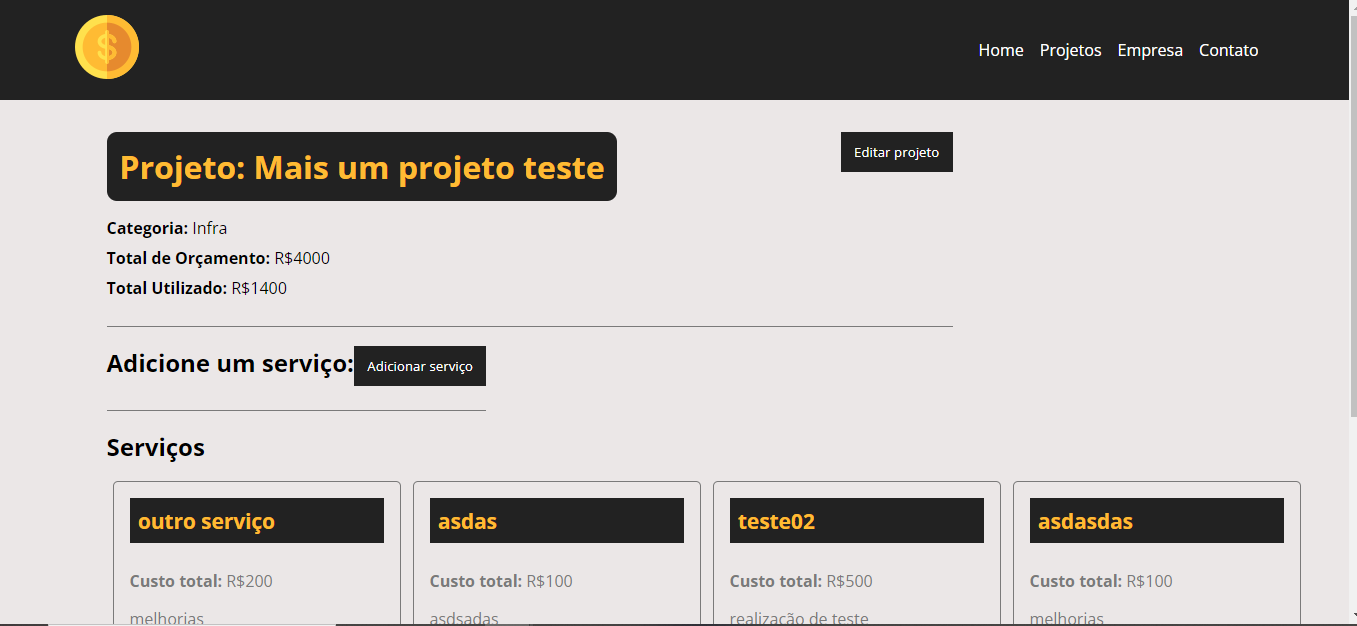 $
Home Projetos Empresa Contato
Projeto: Mais um projeto teste
Editar projeto
Categoria: Infra
Total de Orçamento: R$4000
Total Utilizado: R$1400
Adicione um serviço:
Adicionar serviço
Serviços
outro serviço
Custo total: R$200
melhorias
asdas
Custo total: R$100
asdsadas
teste02
Custo total: R$500
realização de teste
asdasdas
Custo total: R$100
melhorias